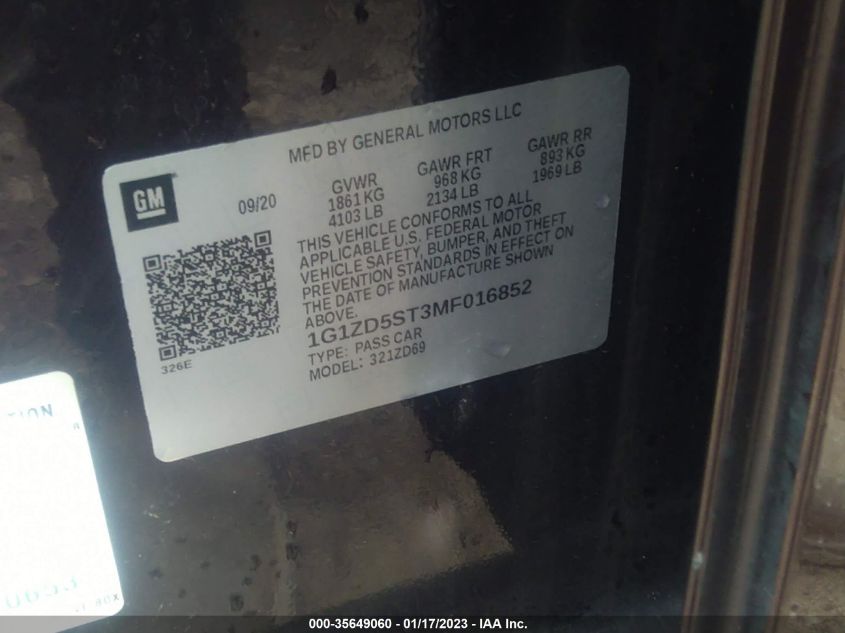 MFD BY GENERAL MOTORS LLC
GM
09/20
GVWR
1861 KG
4103 LB
GAWR FRT
968 KG
2134 LB
GAWR RR
893 KG
1969 LB
THIS VEHICLE CONFORMS TO ALL
APPLICABLE U.S. FEDERAL MOTOR
VEHICLE SAFETY, BUMPER, AND THEFT
PREVENTION STANDARDS IN EFFECT ON
THE DATE OF MANUFACTURE SHOWN
ABOVE.
1G1ZD5ST3MF016852
TYPE: PASS CAR
MODEL: 321ZD69
326E
TION
000-35649060 - 01/17/2023 - IAA Inc.